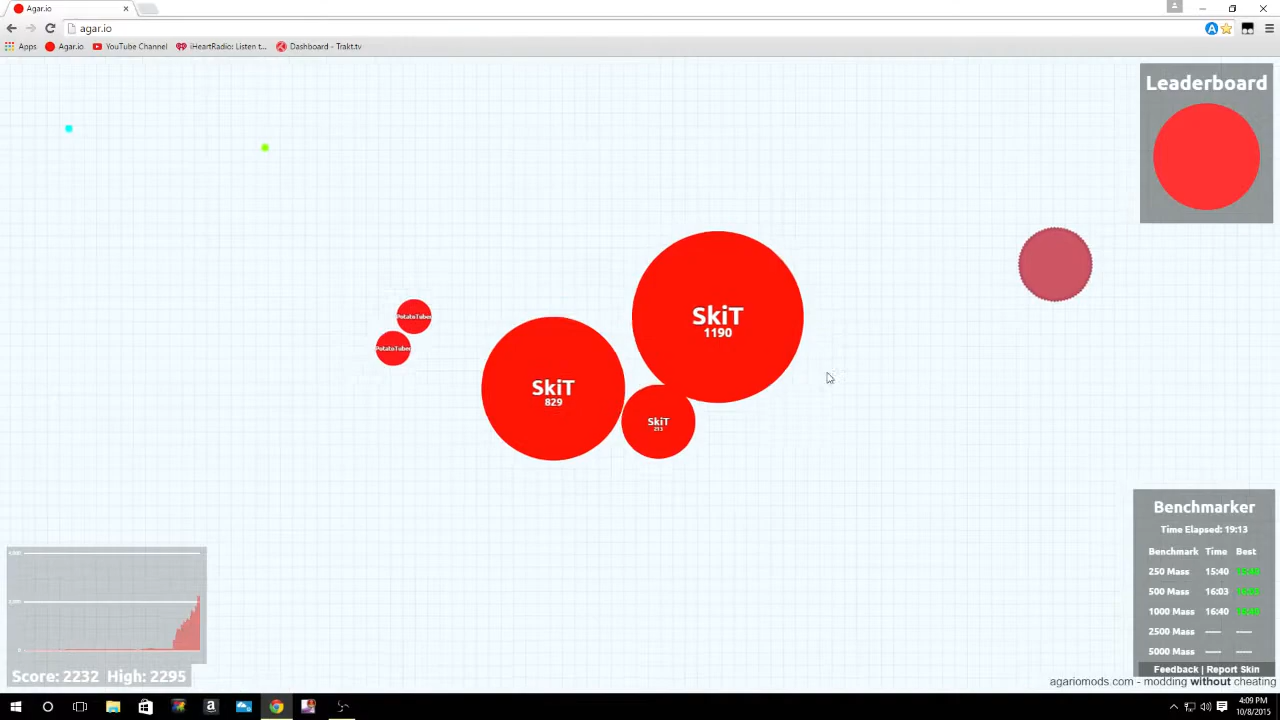 Agar.io
agar.io
Apps
Agar.io
YouTube Channel
iHeartRadio: Listen t...
Dashboard - Trakt.tv
Leaderboard
SkiT
1190
PotatoTuber
PotatoTuber
SkiT
829
SkiT
213
Benchmarker
Time Elapsed: 19:13
Benchmark Time Best
250 Mass 15:40
500 Mass 16:03
1000 Mass 16:40
2500 Mass —— ——
5000 Mass —— ——
Feedback | Report Skin
Score: 2232 High: 2295
agariomods.com - modding without cheating
4:09 PM
10/8/2015